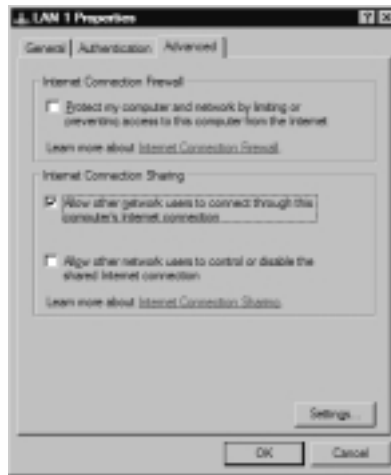 LAN 1 Properties
General Authentication Advanced
Internet Connection Firewall
Protect my computer and network by limiting or
preventing access to this computer from the Internet
Learn more about Internet Connection Firewall.
Internet Connection Sharing
Allow other network users to connect through this
computer's Internet connection
Allow other network users to control or disable the
shared Internet connection
Learn more about Internet Connection Sharing.
Settings...
OK Cancel